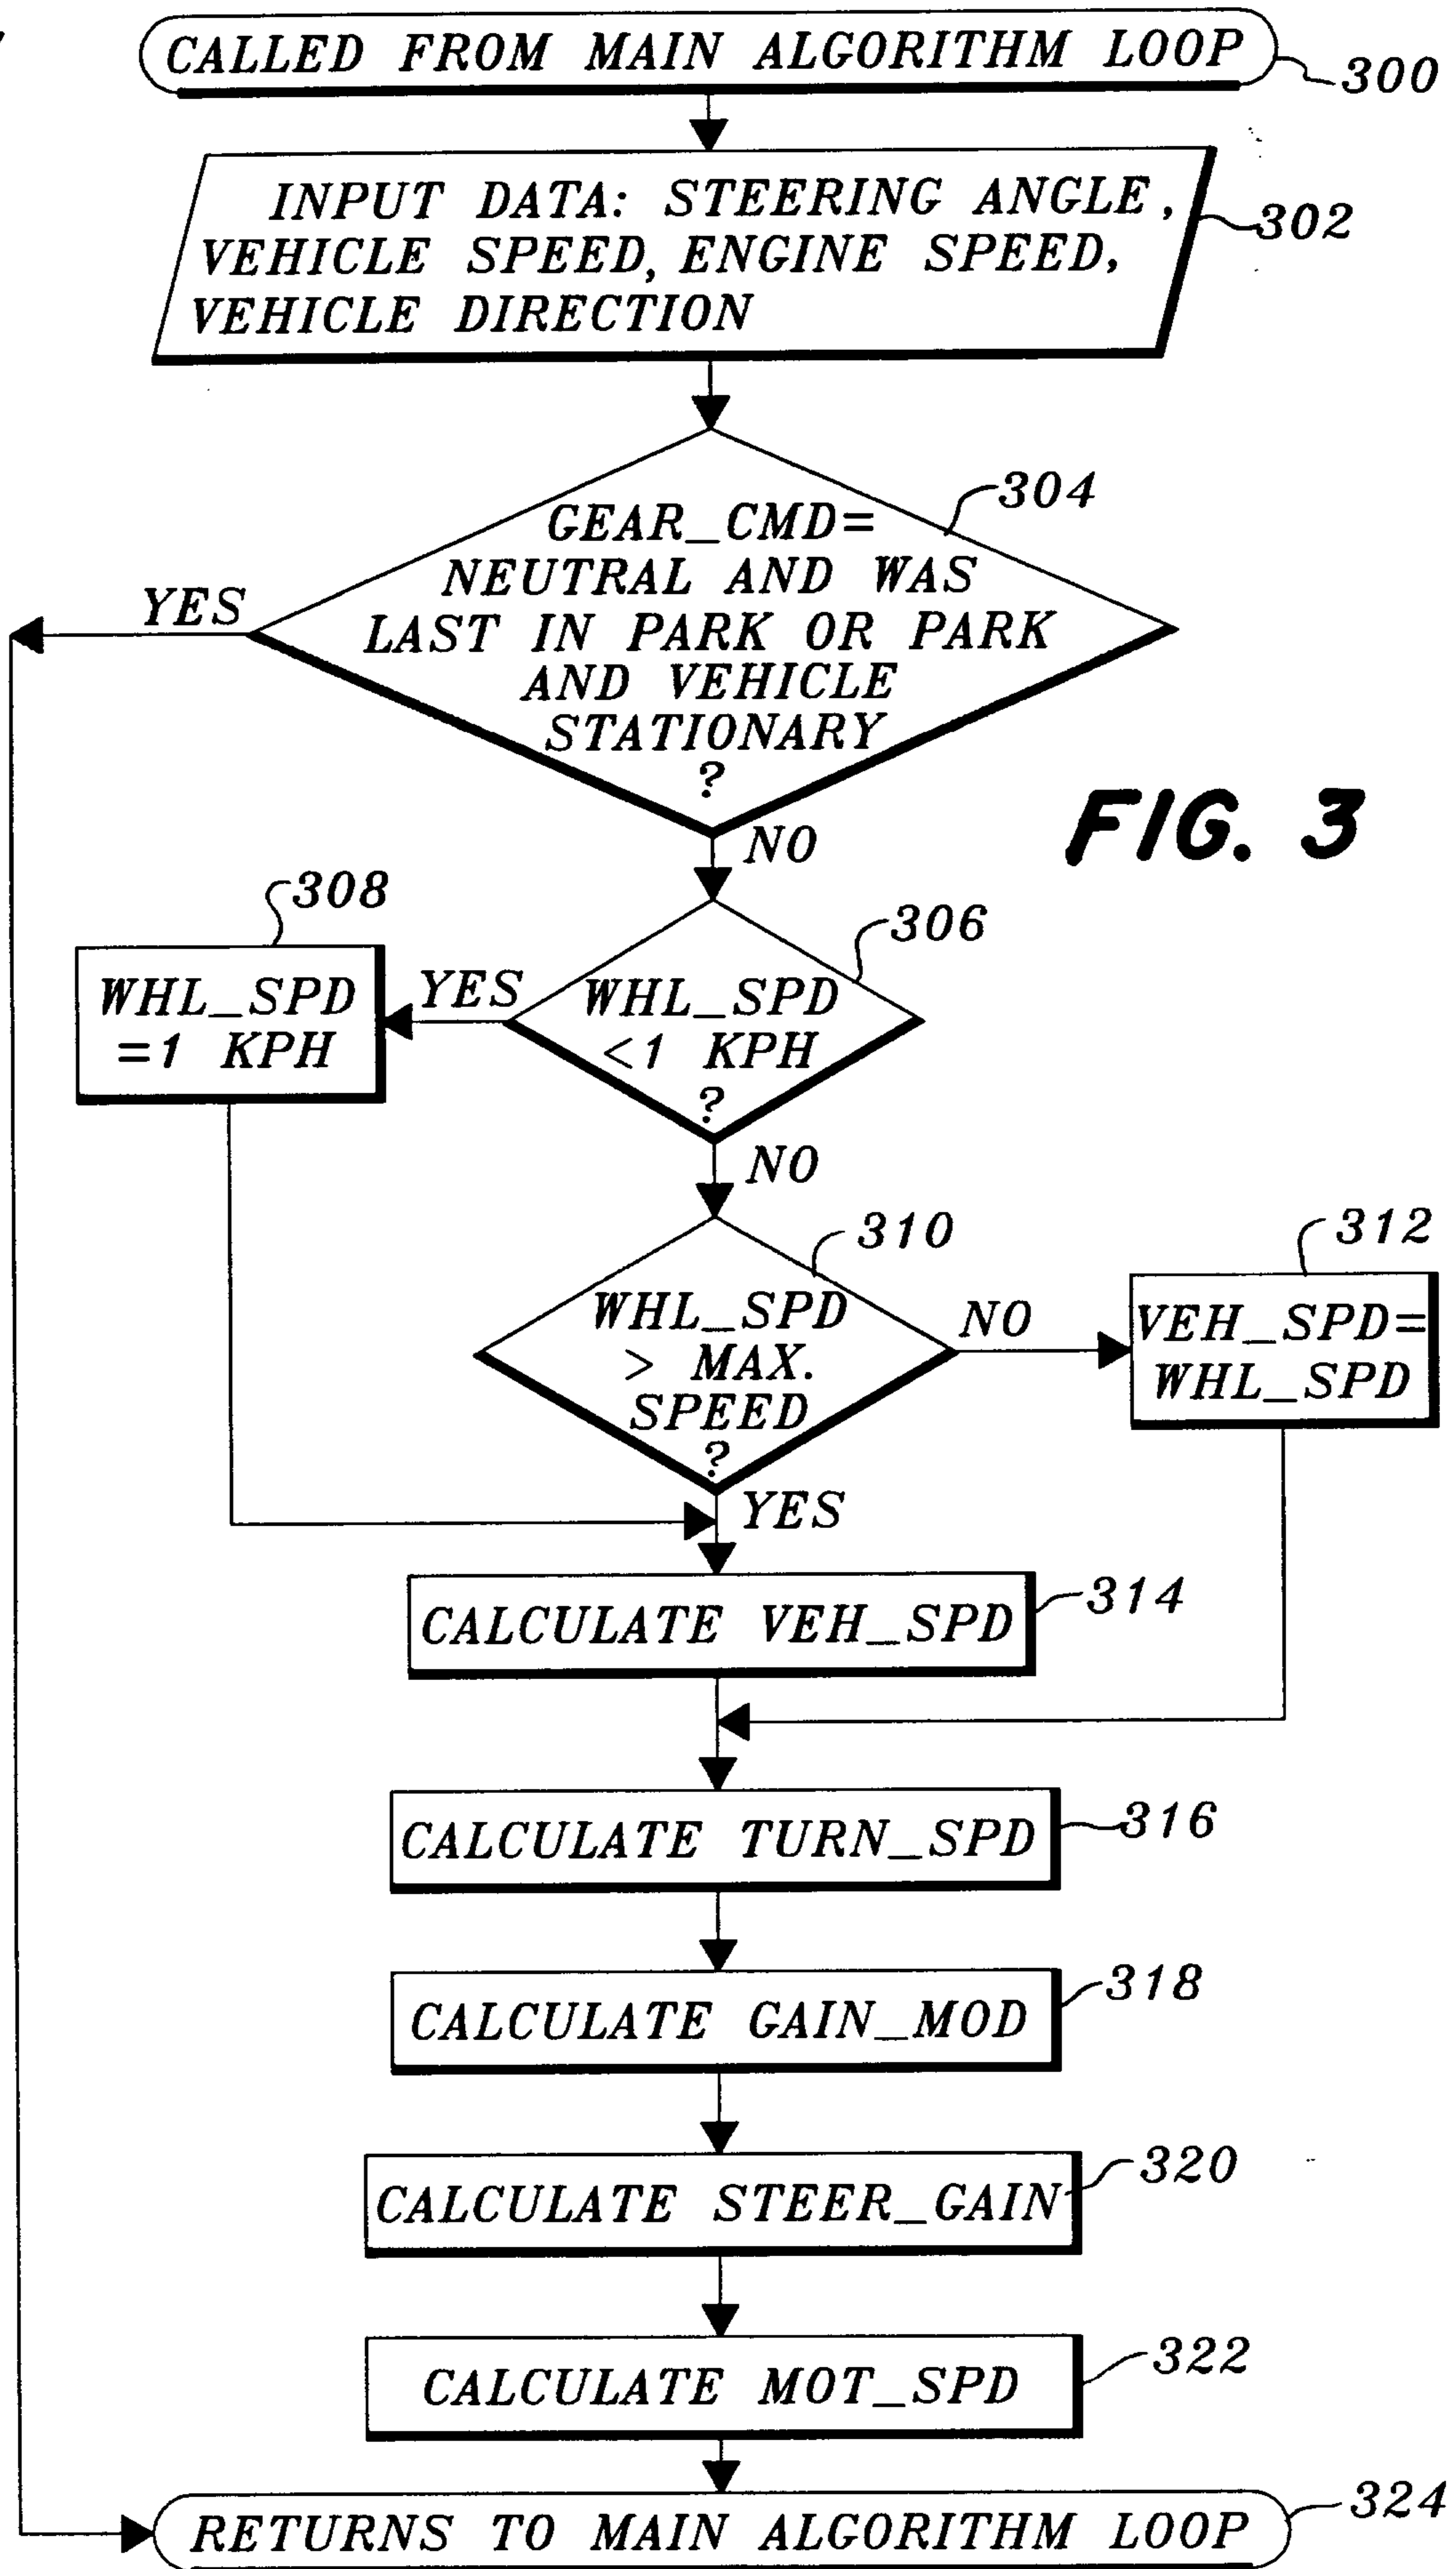 CALLED FROM MAIN ALGORITHM LOOP
300
INPUT DATA: STEERING ANGLE,
VEHICLE SPEED, ENGINE SPEED,
VEHICLE DIRECTION
302
304
GEAR_CMD=
NEUTRAL AND WAS
LAST IN PARK OR PARK
AND VEHICLE
STATIONARY
?
YES
NO
FIG. 3
308
306
WHL_SPD
=1 KPH
YES
WHL_SPD
<1 KPH
?
NO
310
312
WHL_SPD
> MAX.
SPEED
?
NO
VEH_SPD=
WHL_SPD
YES
CALCULATE VEH_SPD
314
CALCULATE TURN_SPD
316
CALCULATE GAIN_MOD
318
CALCULATE STEER_GAIN
320
CALCULATE MOT_SPD
322
RETURNS TO MAIN ALGORITHM LOOP
324